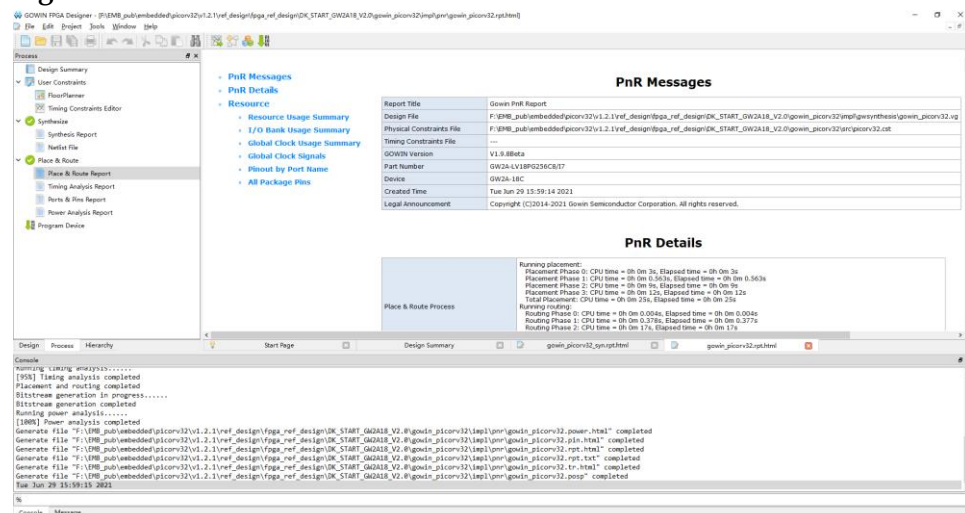 GOWIN FPGA Designer - [F:\EMB_pub\embedded\picorv32\v1.2.1\ref_design\fpga_ref_design\DK_START_GW2A18_V2.0\gowin_picorv32\impl\pnr\gowin_picorv32.rpt.html]
File Edit Project Tools Window Help
Process
Design Summary
User Constraints
FloorPlanner
Timing Constraints Editor
Synthesize
Synthesis Report
Netlist File
Place & Route
Place & Route Report
Timing Analysis Report
Ports & Pins Report
Power Analysis Report
Program Device
Design Process Hierarchy
PnR Messages
PnR Details
Resource
Resource Usage Summary
I/O Bank Usage Summary
Global Clock Usage Summary
Global Clock Signals
Pinout by Port Name
All Package Pins
PnR Messages
Report Title Gowin PnR Report
Design File F:\EMB_pub\embedded\picorv32\v1.2.1\ref_design\fpga_ref_design\DK_START_GW2A18_V2.0\gowin_picorv32\impl\gwsynthesis\gowin_picorv32.vg
Physical Constraints File F:\EMB_pub\embedded\picorv32\v1.2.1\ref_design\fpga_ref_design\DK_START_GW2A18_V2.0\gowin_picorv32\src\picorv32.cst
Timing Constraints File ---
GOWIN Version V1.9.8Beta
Part Number GW2A-LV18PG256C8/I7
Device GW2A-18C
Created Time Tue Jun 29 15:59:14 2021
Legal Announcement Copyright (C)2014-2021 Gowin Semiconductor Corporation. All rights reserved.
PnR Details
Place & Route Process
Running placement:
Placement Phase 0: CPU time = 0h 0m 3s, Elapsed time = 0h 0m 3s
Placement Phase 1: CPU time = 0h 0m 0.563s, Elapsed time = 0h 0m 0.563s
Placement Phase 2: CPU time = 0h 0m 9s, Elapsed time = 0h 0m 9s
Placement Phase 3: CPU time = 0h 0m 12s, Elapsed time = 0h 0m 12s
Total Placement: CPU time = 0h 0m 25s, Elapsed time = 0h 0m 25s
Running routing:
Routing Phase 0: CPU time = 0h 0m 0.004s, Elapsed time = 0h 0m 0.004s
Routing Phase 1: CPU time = 0h 0m 0.378s, Elapsed time = 0h 0m 0.377s
Routing Phase 2: CPU time = 0h 0m 17s, Elapsed time = 0h 0m 17s
Start Page Design Summary gowin_picorv32_syn.rpt.html gowin_picorv32.rpt.html
Console
Running timing analysis......
[95%] Timing analysis completed
Placement and routing completed
Bitstream generation in progress......
Bitstream generation completed
Running power analysis......
[100%] Power analysis completed
Generate file "F:\EMB_pub\embedded\picorv32\v1.2.1\ref_design\fpga_ref_design\DK_START_GW2A18_V2.0\gowin_picorv32\impl\pnr\gowin_picorv32.power.html" completed
Generate file "F:\EMB_pub\embedded\picorv32\v1.2.1\ref_design\fpga_ref_design\DK_START_GW2A18_V2.0\gowin_picorv32\impl\pnr\gowin_picorv32.pin.html" completed
Generate file "F:\EMB_pub\embedded\picorv32\v1.2.1\ref_design\fpga_ref_design\DK_START_GW2A18_V2.0\gowin_picorv32\impl\pnr\gowin_picorv32.rpt.html" completed
Generate file "F:\EMB_pub\embedded\picorv32\v1.2.1\ref_design\fpga_ref_design\DK_START_GW2A18_V2.0\gowin_picorv32\impl\pnr\gowin_picorv32.rpt.txt" completed
Generate file "F:\EMB_pub\embedded\picorv32\v1.2.1\ref_design\fpga_ref_design\DK_START_GW2A18_V2.0\gowin_picorv32\impl\pnr\gowin_picorv32.tr.html" completed
Generate file "F:\EMB_pub\embedded\picorv32\v1.2.1\ref_design\fpga_ref_design\DK_START_GW2A18_V2.0\gowin_picorv32\impl\pnr\gowin_picorv32.posp" completed
Tue Jun 29 15:59:15 2021
%
Console Message